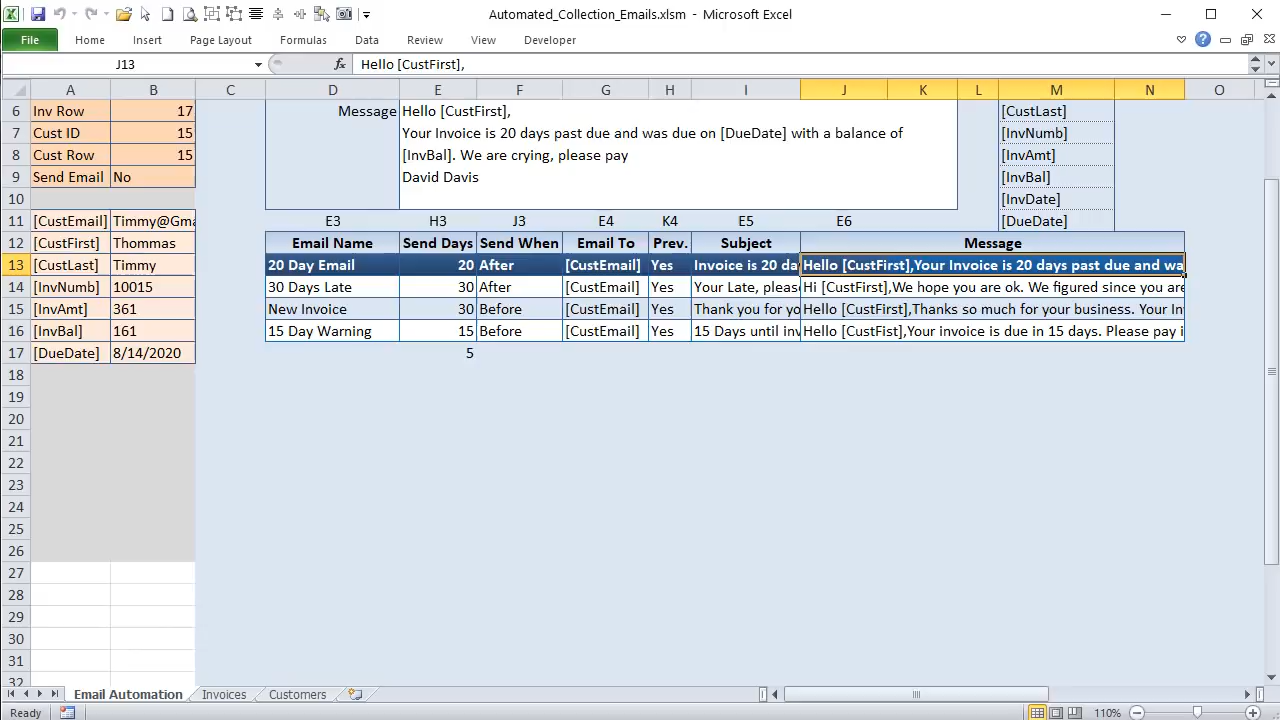 Automated_Collection_Emails.xlsm - Microsoft Excel
File Home Insert Page Layout Formulas Data Review View Developer
J13 fx Hello [CustFirst],
A B C D E F G H I J K L M N O
6 Inv Row 17 Message Hello [CustFirst], [CustLast]
7 Cust ID 15 Your Invoice is 20 days past due and was due on [DueDate] with a balance of [InvNumb]
8 Cust Row 15 [InvBal]. We are crying, please pay [InvAmt]
9 Send Email No David Davis [InvBal]
10 [InvDate]
11 [CustEmail] Timmy@Gma E3 H3 J3 E4 K4 E5 E6 [DueDate]
12 [CustFirst] Thommas Email Name Send Days Send When Email To Prev. Subject Message
13 [CustLast] Timmy 20 Day Email 20 After [CustEmail] Yes Invoice is 20 da Hello [CustFirst],Your Invoice is 20 days past due and wa
14 [InvNumb] 10015 30 Days Late 30 After [CustEmail] Yes Your Late, pleas Hi [CustFirst],We hope you are ok. We figured since you are
15 [InvAmt] 361 New Invoice 30 Before [CustEmail] Yes Thank you for yo Hello [CustFirst],Thanks so much for your business. Your In
16 [InvBal] 161 15 Day Warning 15 Before [CustEmail] Yes 15 Days until inv Hello [CustFist],Your invoice is due in 15 days. Please pay i
17 [DueDate] 8/14/2020 5
18
19
20
21
22
23
24
25
26
27
28
29
30
31
32
Email Automation Invoices Customers
Ready 110%